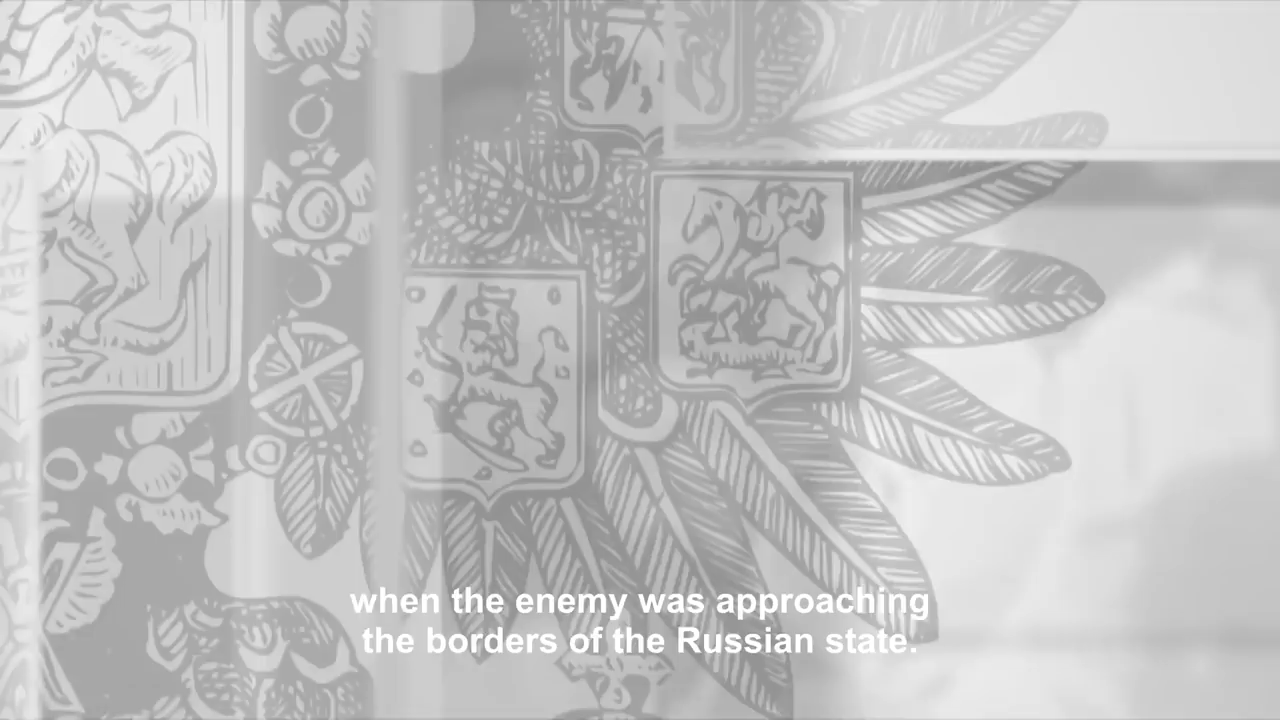 when the enemy was approaching
the borders of the Russian state.